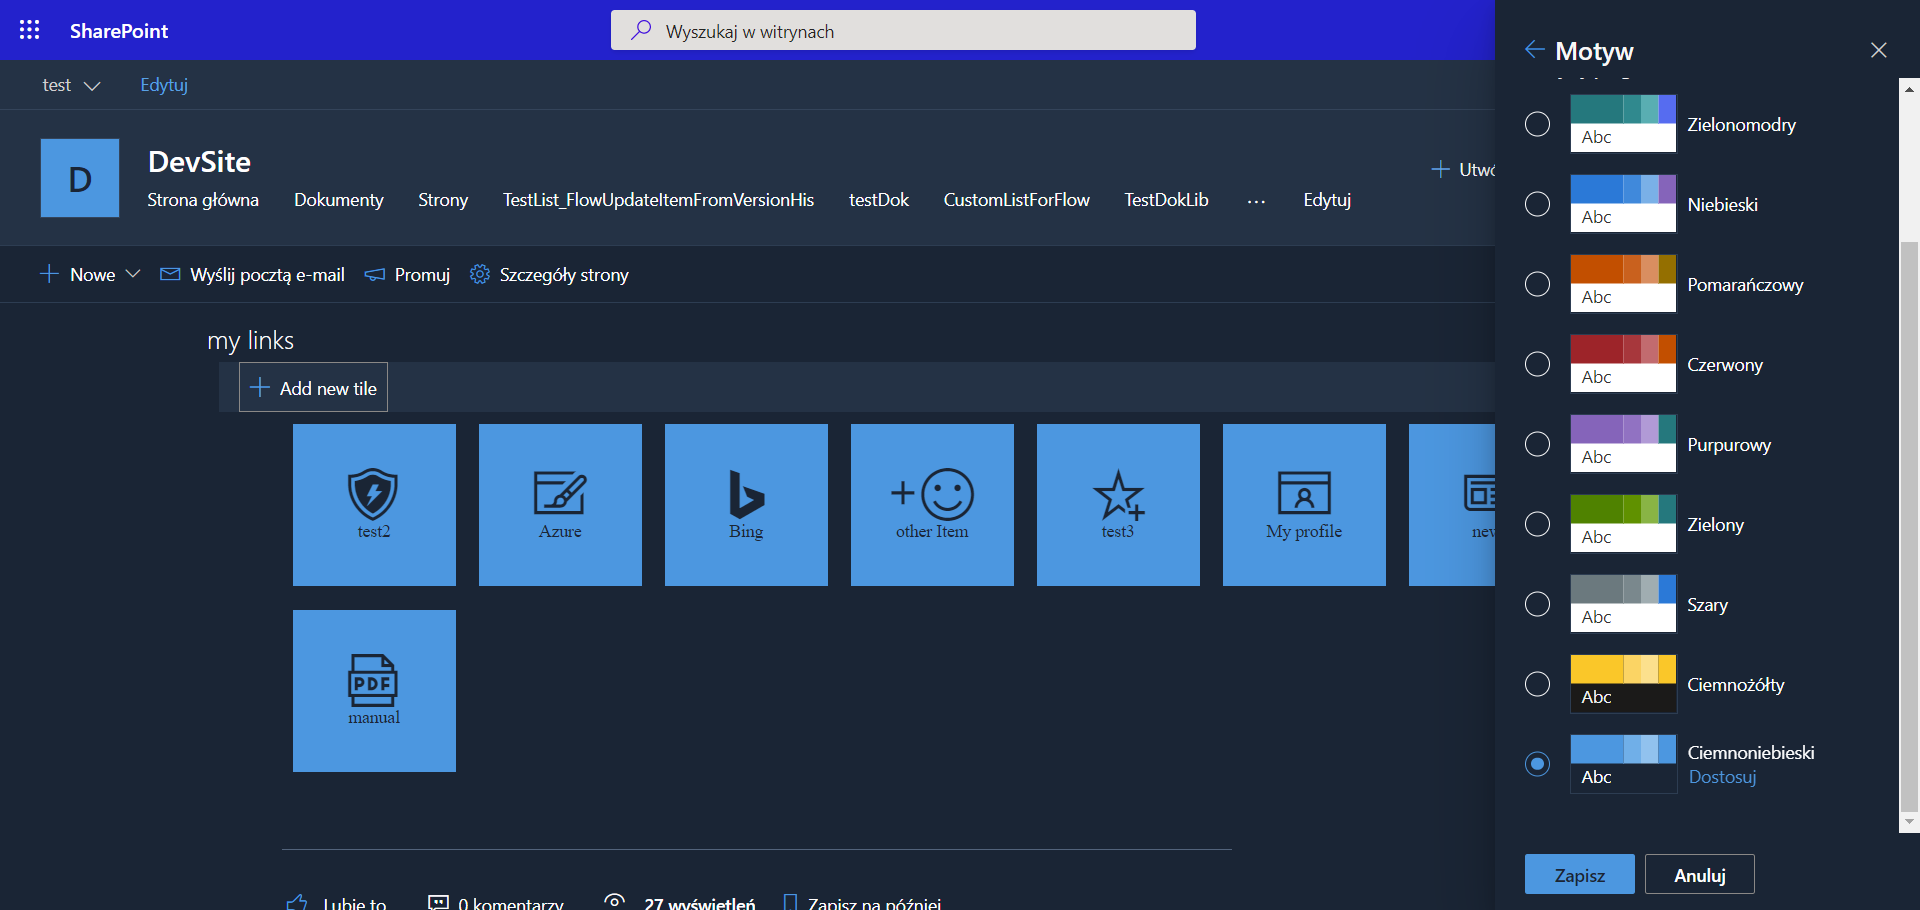 SharePoint
Wyszukaj w witrynach
test
Edytuj
D
DevSite
Strona główna Dokumenty Strony TestList_FlowUpdateItemFromVersionHis testDok CustomListForFlow TestDokLib ... Edytuj
+ Utwó
Nowe
Wyślij pocztą e-mail
Promuj
Szczegóły strony
my links
+ Add new tile
test2
Azure
Bing
other Item
test3
My profile
new
PDF
manual
Lubię to
0 komentarzy
27 wyświetleń
Zapisz na później
Motyw
Abc
Zielonomodry
Abc
Niebieski
Abc
Pomarańczowy
Abc
Czerwony
Abc
Purpurowy
Abc
Zielony
Abc
Szary
Abc
Ciemnożółty
Abc
Ciemnoniebieski
Dostosuj
Zapisz
Anuluj